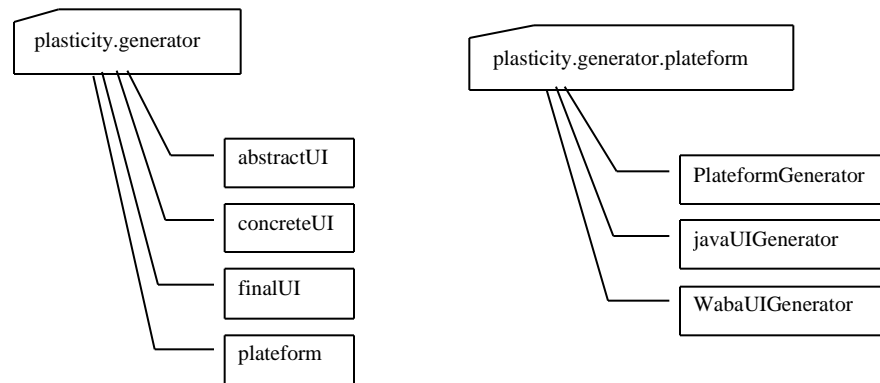 plasticity.generator
abstractUI
concreteUI
finalUI
plateform
plasticity.generator.plateform
PlateformGenerator
javaUIGenerator
WabaUIGenerator